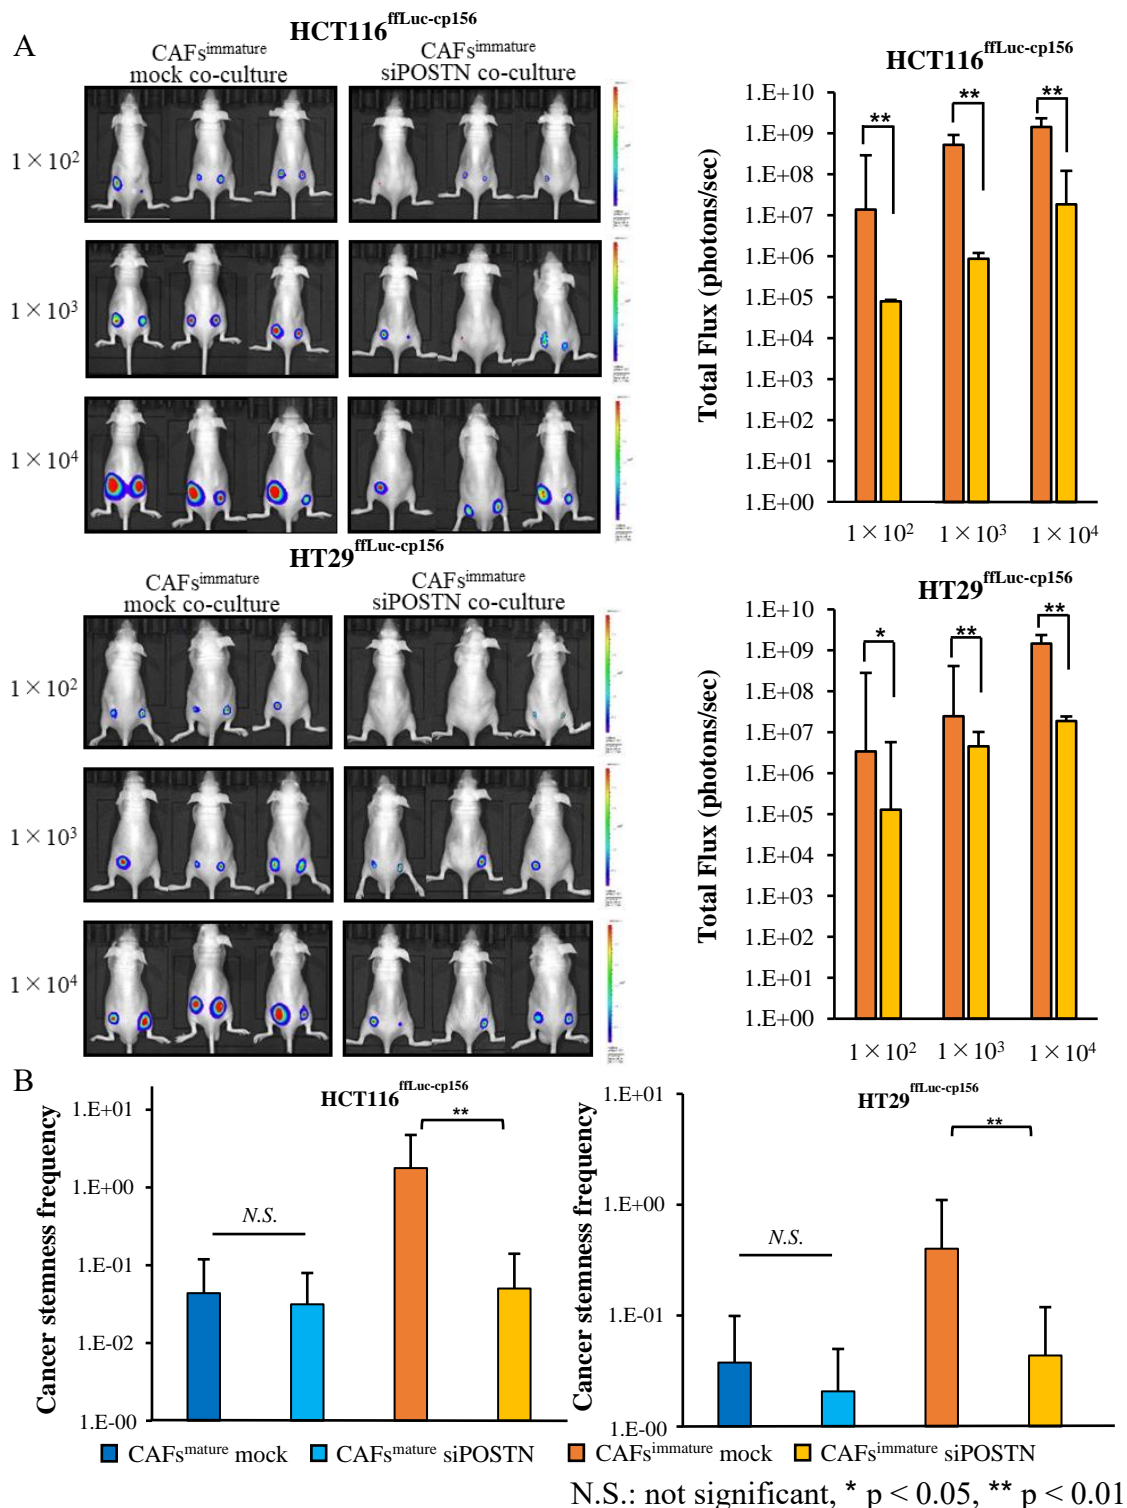 A
HCT116ffLuc-cp156
CAFsimmature
mock co-culture
CAFsimmature
siPOSTN co-culture
1×10²
1×10³
1×10⁴
HCT116ffLuc-cp156
Total Flux (photons/sec)
1.E+10
1.E+09
1.E+08
1.E+07
1.E+06
1.E+05
1.E+04
1.E+03
1.E+02
1.E+01
1.E+00
** ** **
1×10² 1×10³ 1×10⁴
HT29ffLuc-cp156
CAFsimmature
mock co-culture
CAFsimmature
siPOSTN co-culture
1×10²
1×10³
1×10⁴
HT29ffLuc-cp156
Total Flux (photons/sec)
1.E+10
1.E+09
1.E+08
1.E+07
1.E+06
1.E+05
1.E+04
1.E+03
1.E+02
1.E+01
1.E+00
* ** **
1×10² 1×10³ 1×10⁴
B
HCT116ffLuc-cp156
Cancer stemness frequency
1.E+01
1.E+00
1.E-01
1.E-02
1.E-00
N.S.
**
HT29ffLuc-cp156
Cancer stemness frequency
1.E+01
1.E+00
1.E-01
1.E-00
N.S.
**
CAFsmature mock CAFsmature siPOSTN CAFsimmature mock CAFsimmature siPOSTN
N.S.: not significant, * p < 0.05, ** p < 0.01